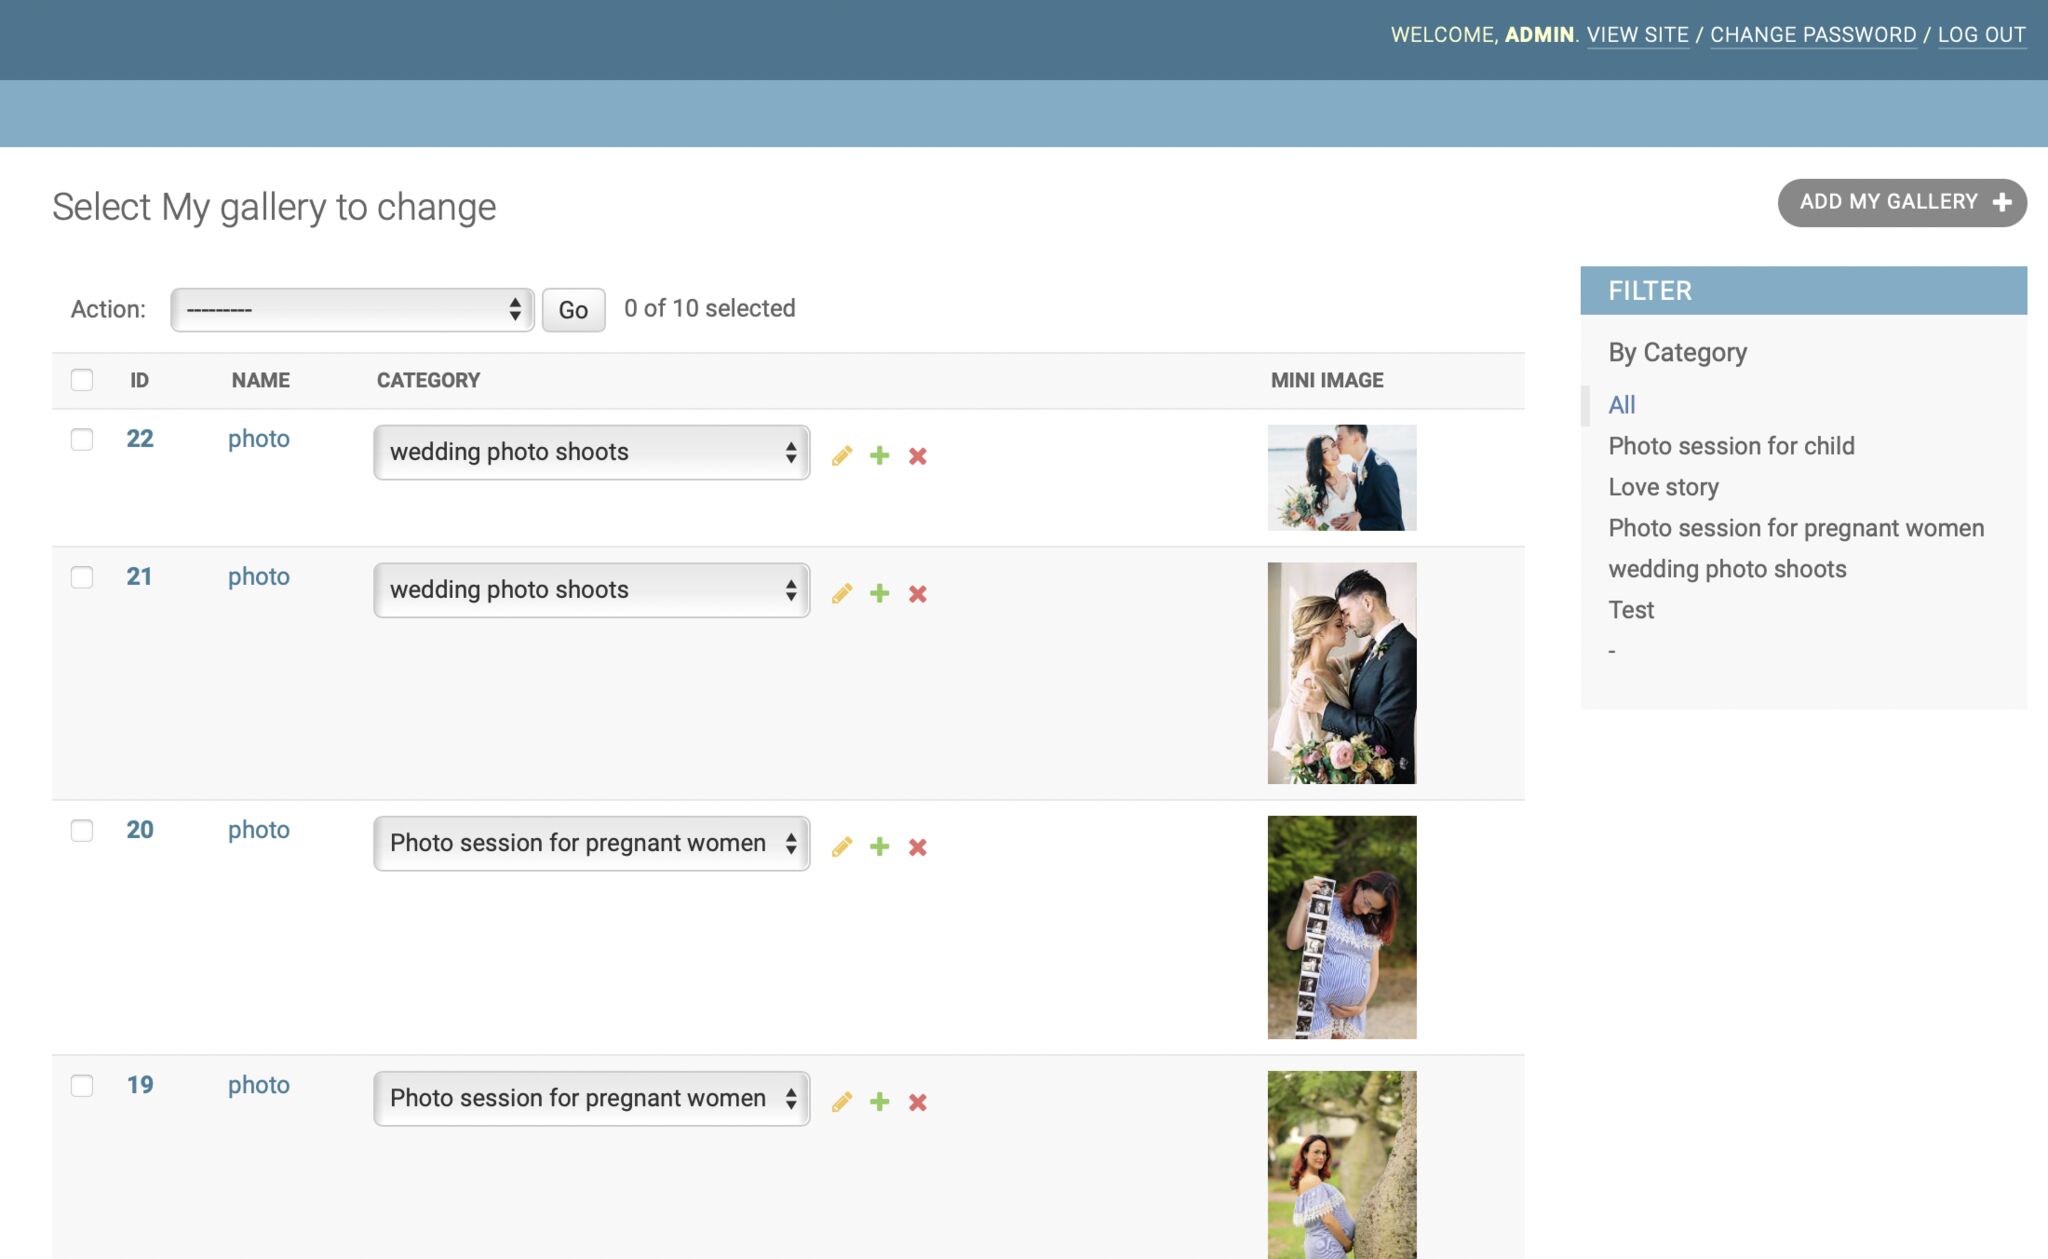 WELCOME, ADMIN. VIEW SITE / CHANGE PASSWORD / LOG OUT
Select My gallery to change
ADD MY GALLERY
Action: --------- Go 0 of 10 selected
ID NAME CATEGORY MINI IMAGE
22 photo wedding photo shoots
21 photo wedding photo shoots
20 photo Photo session for pregnant women
19 photo Photo session for pregnant women
FILTER
By Category
All
Photo session for child
Love story
Photo session for pregnant women
wedding photo shoots
Test
-